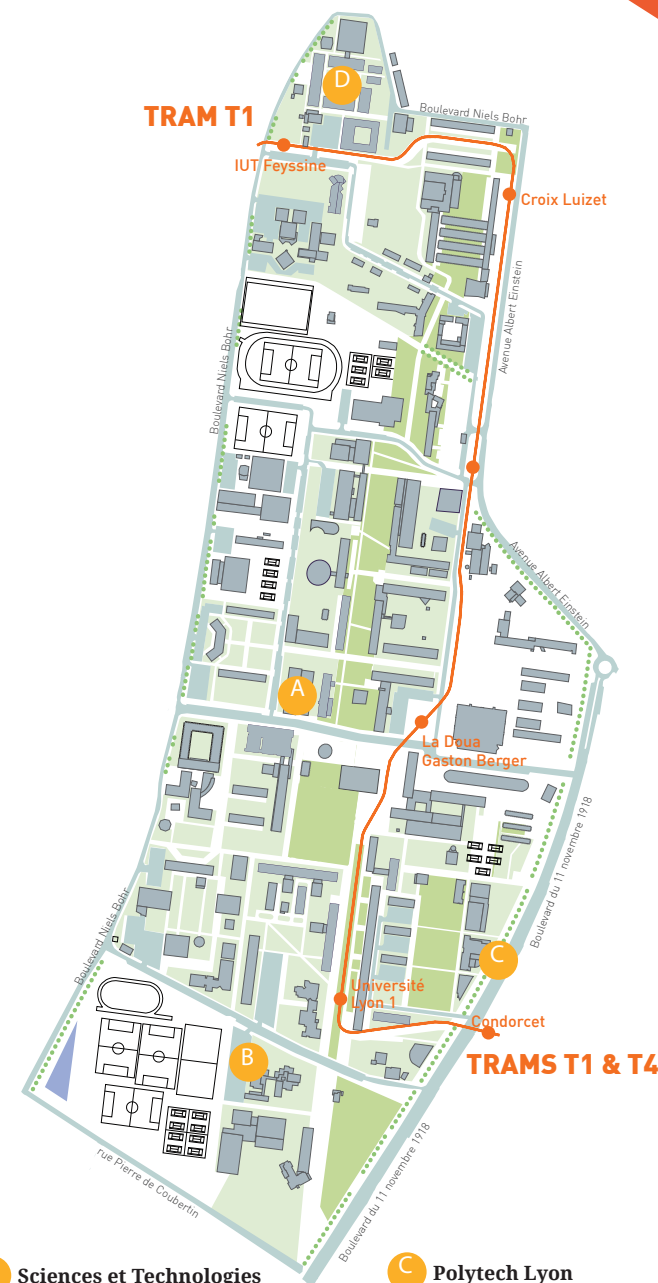 D
Boulevard Niels Bohr
TRAM T1
IUT Feyssine
Croix Luizet
Avenue Albert Einstein
Boulevard Niels Bohr
Avenue Albert Einstein
A
La Doua
Gaston Berger
Boulevard du 11 novembre 1918
Boulevard Niels Bohr
C
Université
Lyon 1
Condorcet
B
TRAMS T1 & T4
rue Pierre de Coubertin
Boulevard du 11 novembre 1918
Sciences et Technologies
C Polytech Lyon